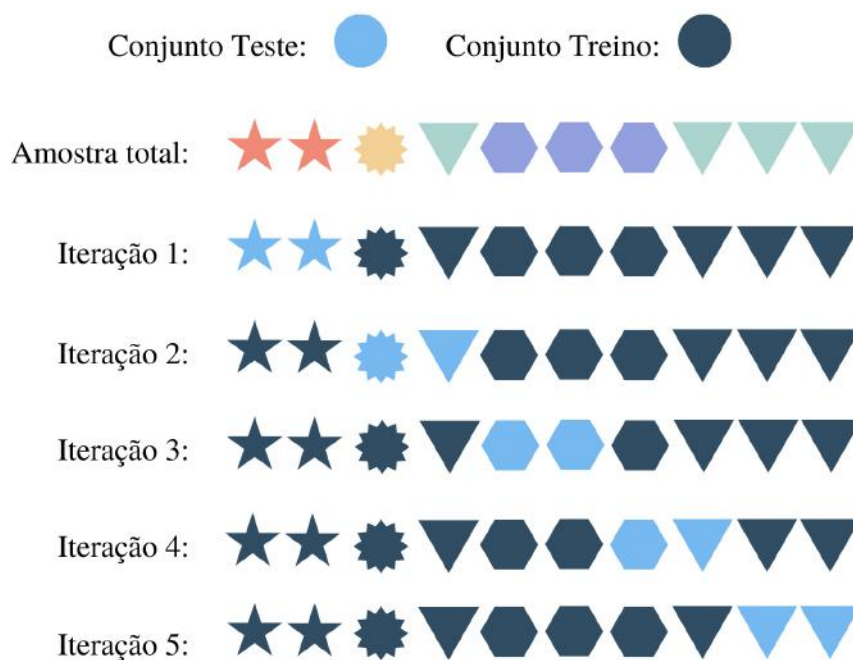 Conjunto Teste: Conjunto Treino:
Amostra total:
Iteração 1:
Iteração 2:
Iteração 3:
Iteração 4:
Iteração 5: